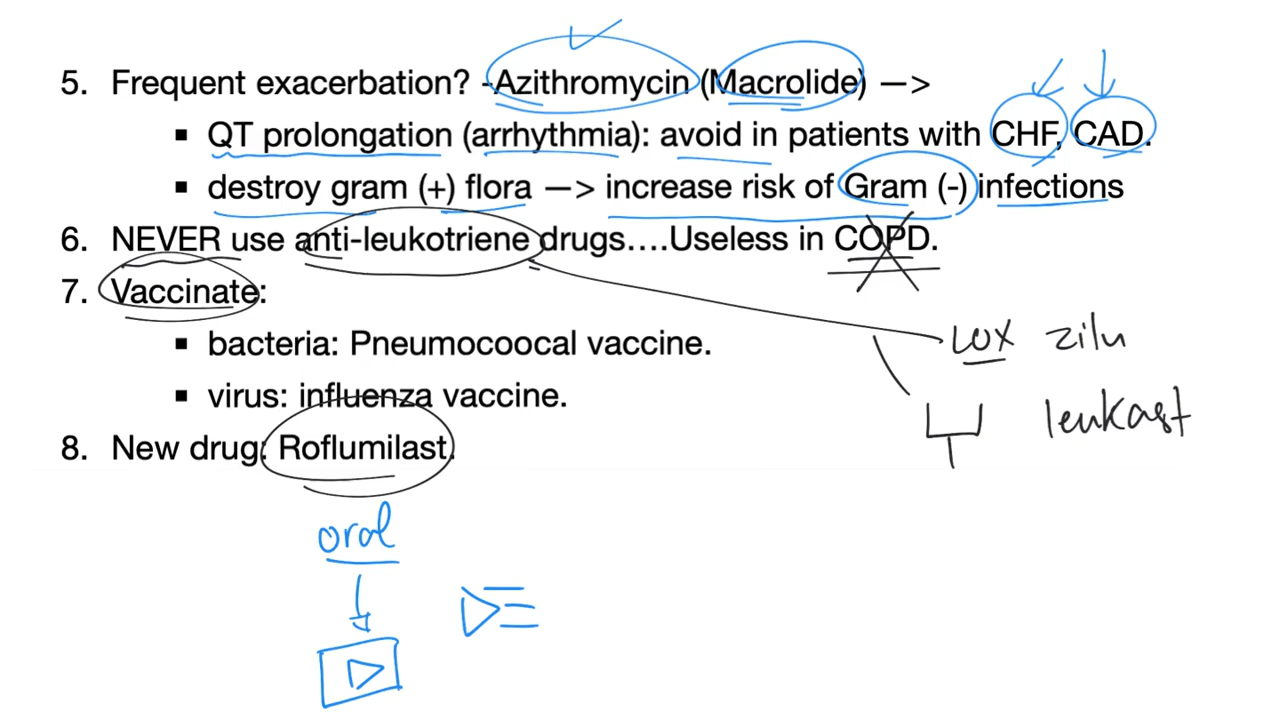 5. Frequent exacerbation? -Azithromycin (Macrolide) —>
▪ QT prolongation (arrhythmia): avoid in patients with CHF, CAD.
▪ destroy gram (+) flora —> increase risk of Gram (-) infections
6. NEVER use anti-leukotriene drugs....Useless in COPD.
7. Vaccinate:
▪ bacteria: Pneumocoocal vaccine.
LOX zilu
▪ virus: influenza vaccine.
leukast
8. New drug: Roflumilast.
oral